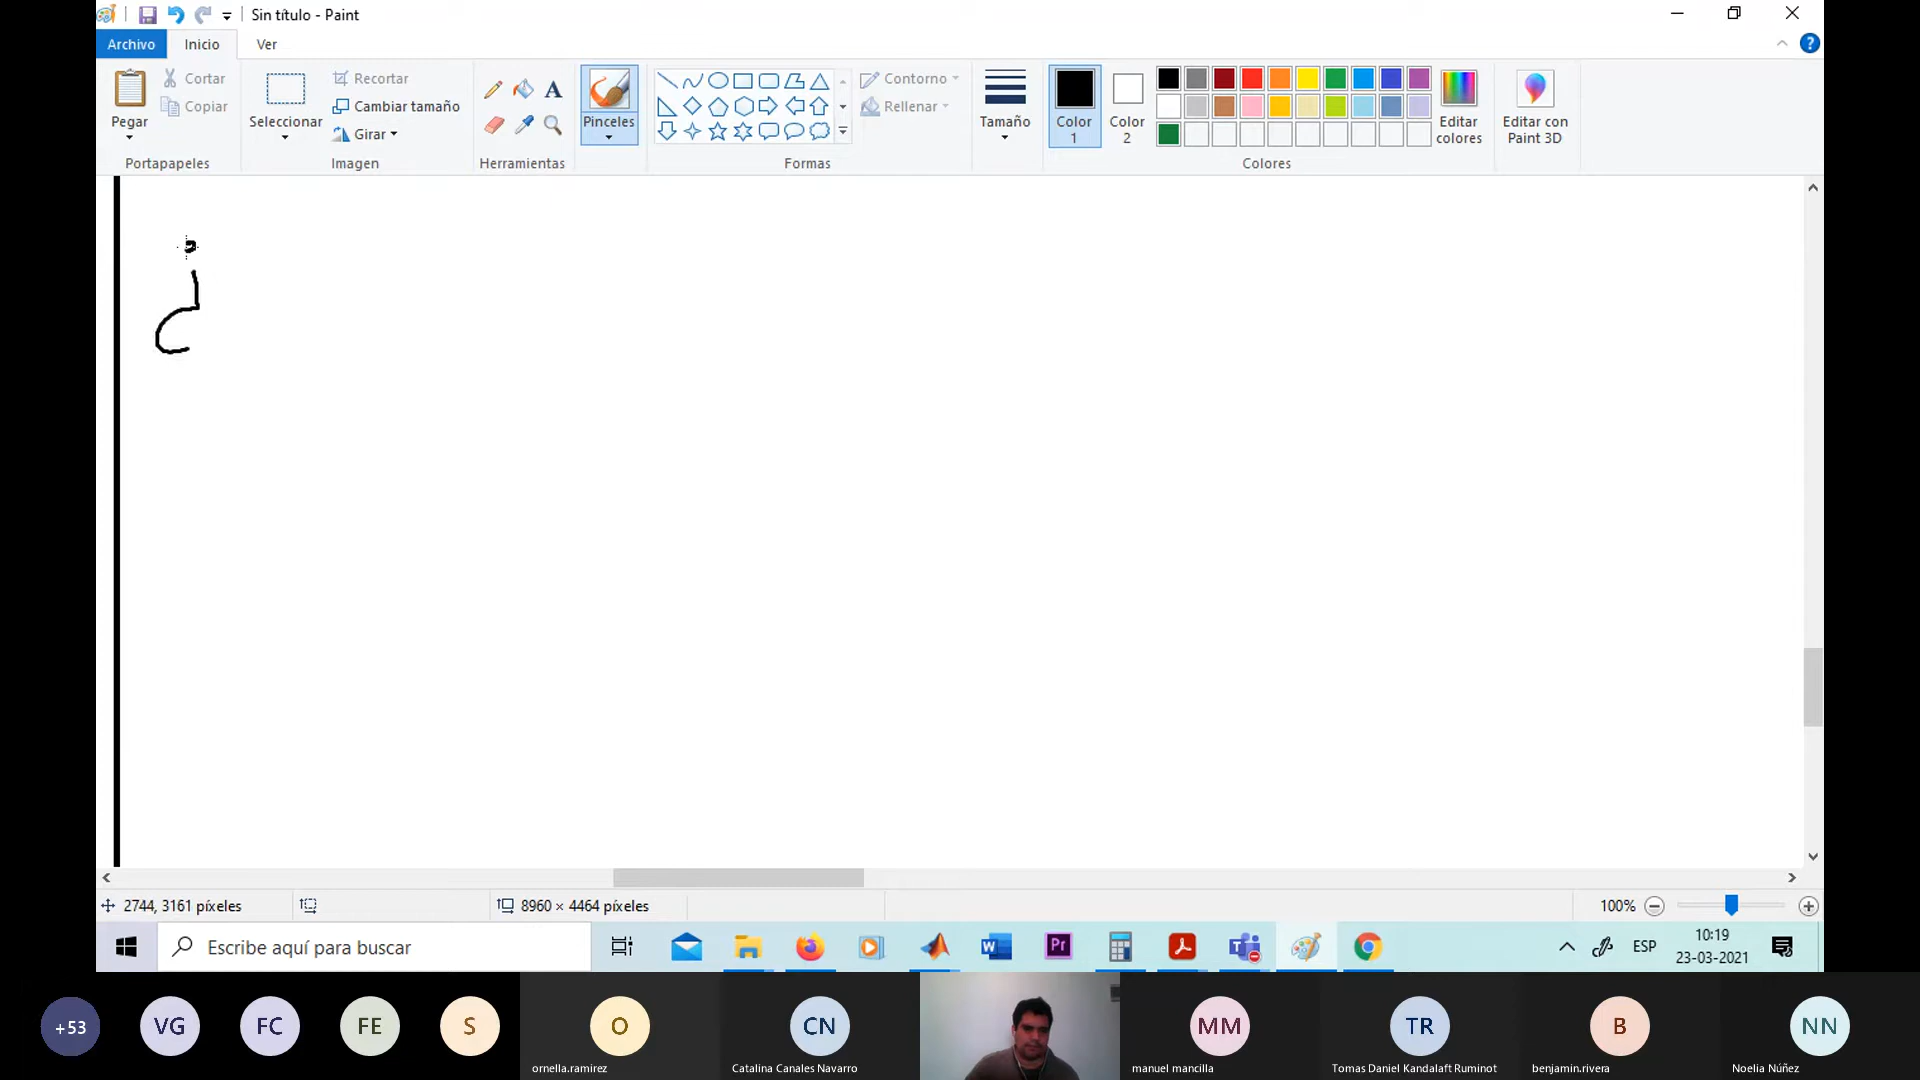 Sin título - Paint
Archivo Inicio Ver
Pegar
Cortar
Copiar
Portapapeles
Seleccionar
Recortar
Cambiar tamaño
Girar
Imagen
A
Herramientas
Pinceles
Formas
Contorno
Rellenar
Tamaño
Color 1
Color 2
Editar colores
Colores
Editar con Paint 3D
?
¿
2744, 3161 píxeles
8960 × 4464 píxeles
100%
Escribe aquí para buscar
W
Pr
T
ESP
10:19
23-03-2021
+53 VG FC FE S O CN MM TR B NN
ornella.ramirez Catalina Canales Navarro manuel mancilla Tomas Daniel Kandalaft Ruminot benjamin.rivera Noelia Núñez